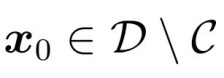 x₀ ∈ 𝒟 \ 𝒞